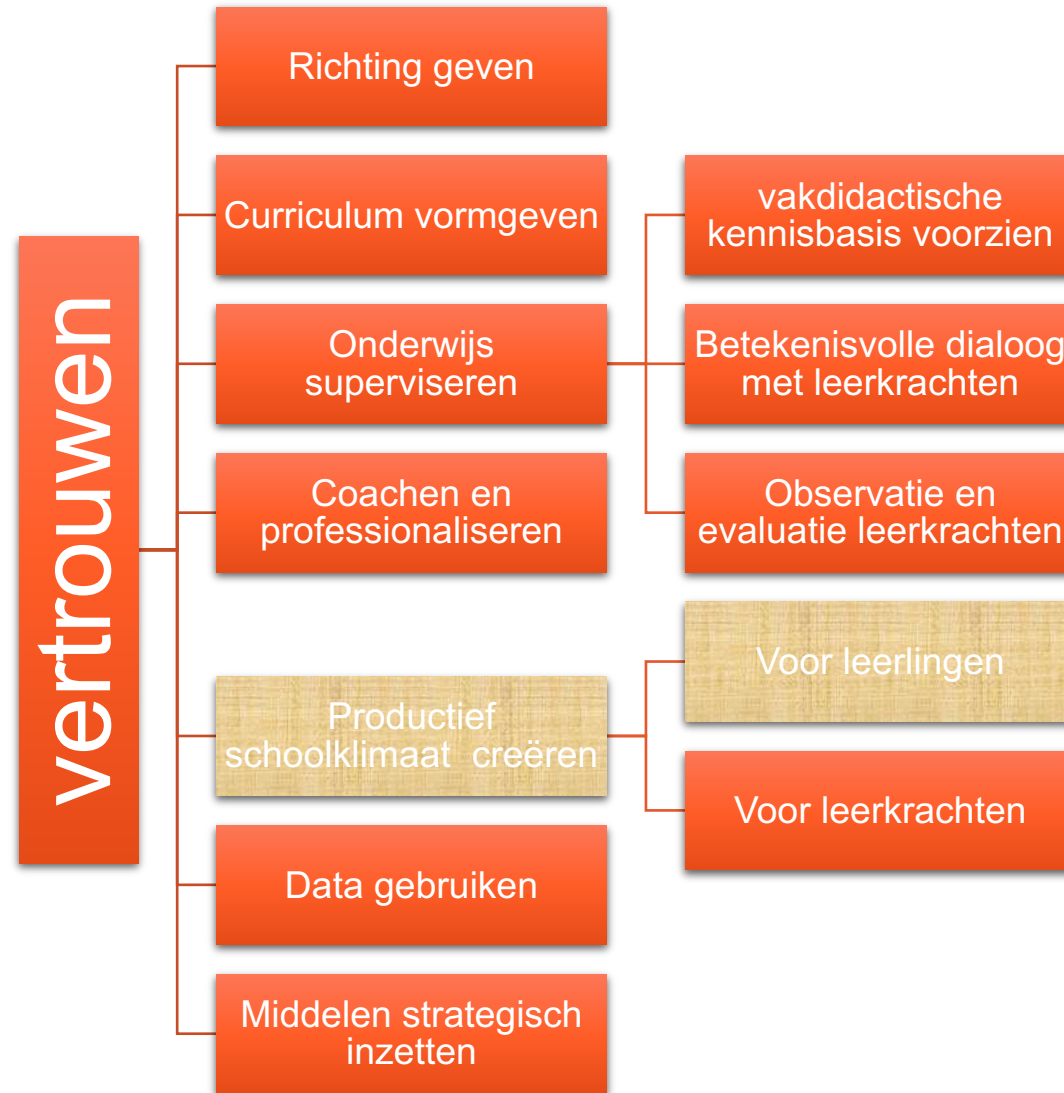 vertrouwen
Richting geven
Curriculum vormgeven
Onderwijs
superviseren
vakdidactische
kennisbasis voorzien
Betekenisvolle dialoog
met leerkrachten
Observatie en
evaluatie leerkrachten
Coachen en
professionaliseren
Productief
schoolklimaat  creëren
Voor leerlingen
Voor leerkrachten
Data gebruiken
Middelen strategisch
inzetten